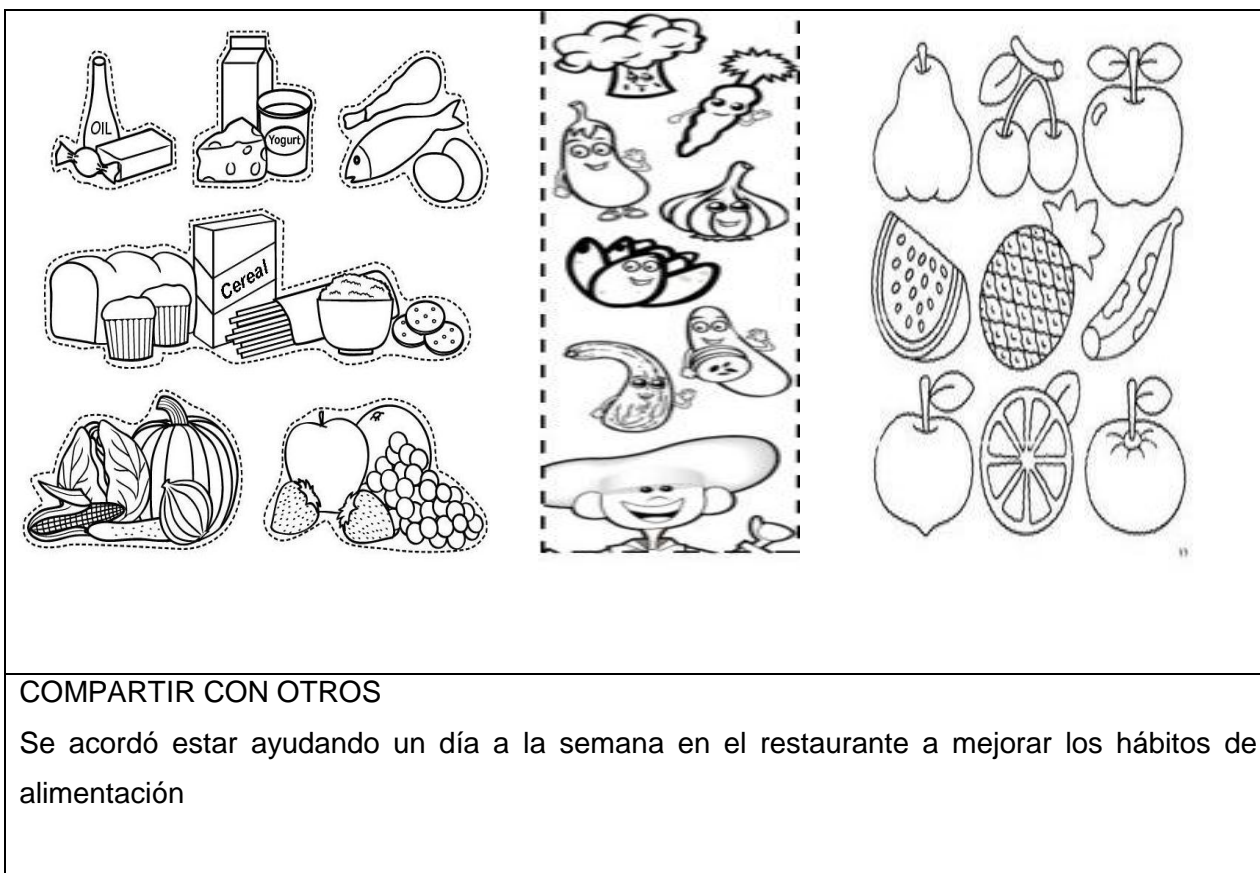 OIL
Yogurt
Cereal
COMPARTIR CON OTROS
Se acordó estar ayudando un día a la semana en el restaurante a mejorar los hábitos de
alimentación